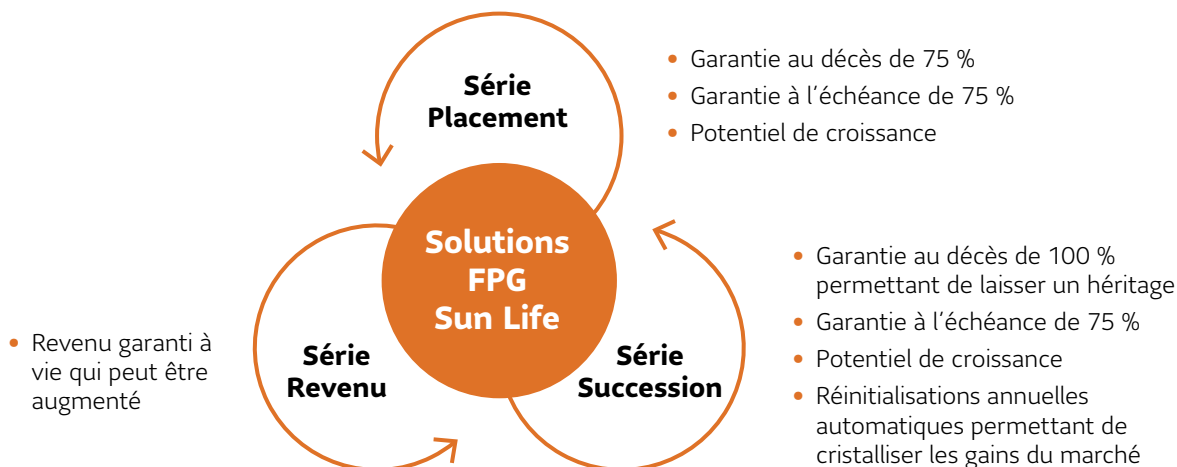 Série
Placement
• Garantie au décès de 75 %
• Garantie à l’échéance de 75 %
• Potentiel de croissance
Solutions
FPG
Sun Life
• Revenu garanti à
vie qui peut être
augmenté
Série
Revenu
Série
Succession
• Garantie au décès de 100 %
permettant de laisser un héritage
• Garantie à l’échéance de 75 %
• Potentiel de croissance
• Réinitialisations annuelles
automatiques permettant de
cristalliser les gains du marché